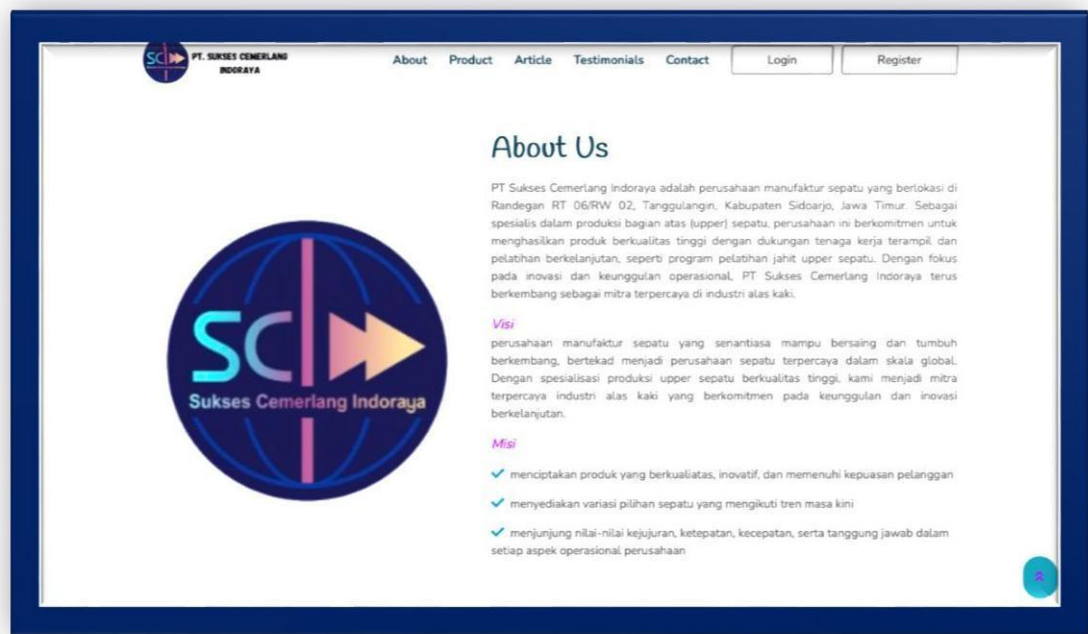 SCI PT. SUKSES CEMERLANG
INDORAYA
About Product Article Testimonials Contact Login Register
About Us
PT Sukses Cemerlang Indoraya adalah perusahaan manufaktur sepatu yang berlokasi di
Randegan RT 06/RW 02, Tanggulangin, Kabupaten Sidoarjo, Jawa Timur. Sebagai
spesialis dalam produksi bagian atas (upper) sepatu, perusahaan ini berkomitmen untuk
menghasilkan produk berkualitas tinggi dengan dukungan tenaga kerja terampil dan
pelatihan berkelanjutan, seperti program pelatihan jahit upper sepatu. Dengan fokus
pada inovasi dan keunggulan operasional, PT Sukses Cemerlang Indoraya terus
berkembang sebagai mitra terpercaya di industri alas kaki.
SCI
Sukses Cemerlang Indoraya
Visi
perusahaan manufaktur sepatu yang senantiasa mampu bersaing dan tumbuh
berkembang, bertekad menjadi perusahaan sepatu terpercaya dalam skala global.
Dengan spesialisasi produksi upper sepatu berkualitas tinggi, kami menjadi mitra
terpercaya industri alas kaki yang berkomitmen pada keunggulan dan inovasi
berkelanjutan.
Misi
menciptakan produk yang berkualiatas, inovatif, dan memenuhi kepuasan pelanggan
menyediakan variasi pilihan sepatu yang mengikuti tren masa kini
menjunjung nilai-nilai kejujuran, ketepatan, kecepatan, serta tanggung jawab dalam
setiap aspek operasional perusahaan